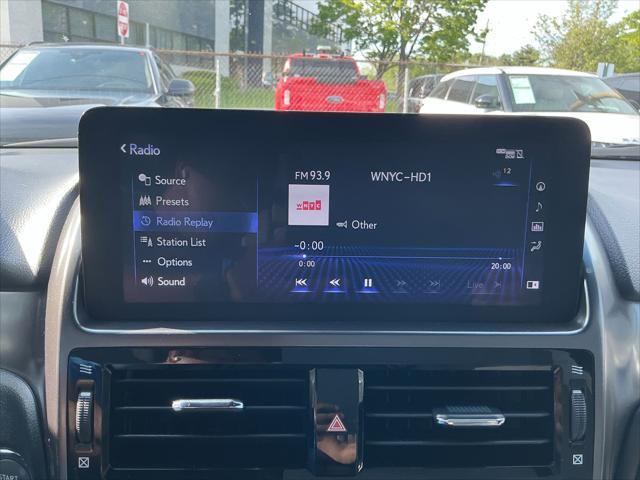 Radio
Source
Presets
Radio Replay
Station List
Options
Sound
FM 93.9
WNYC-HD1
12
WNYC
Other
-0:00
0:00
20:00
Live
START